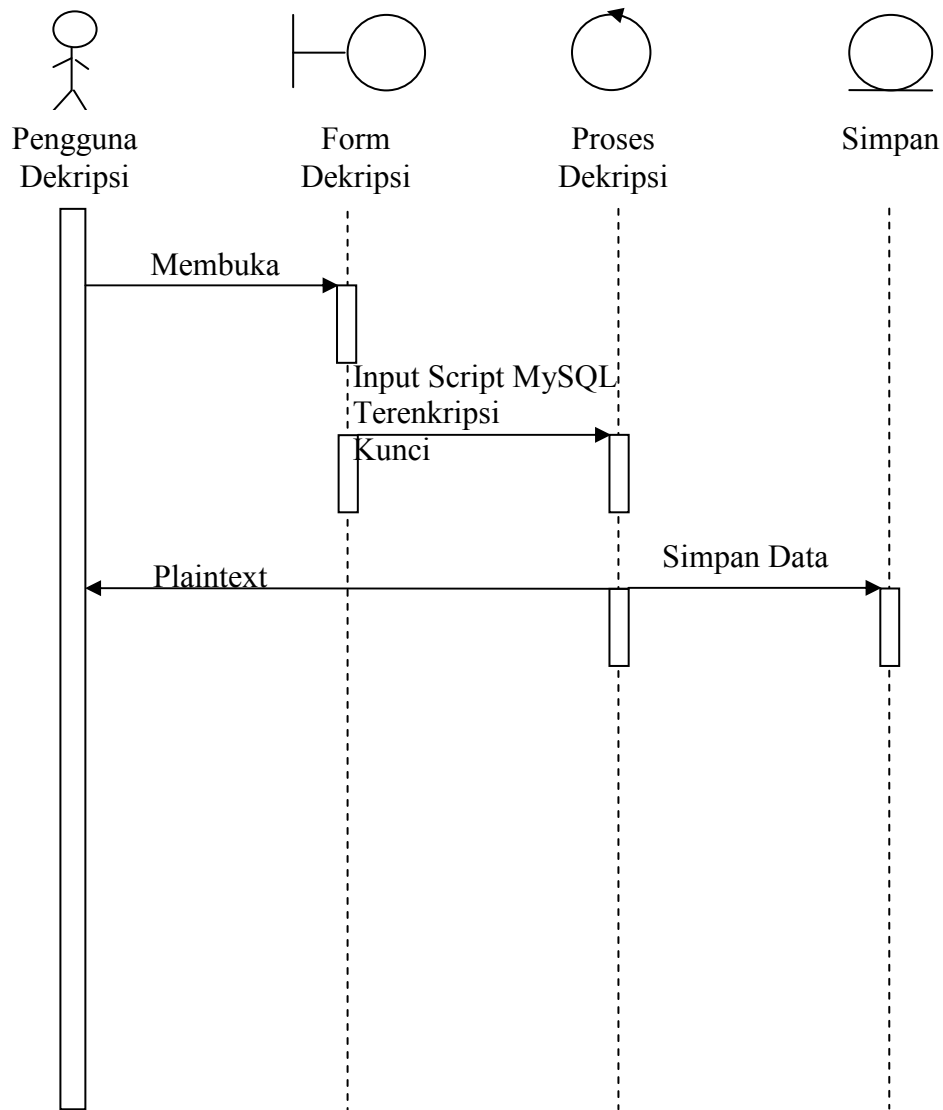 Pengguna
Dekripsi
Form
Dekripsi
Proses
Dekripsi
Simpan
Membuka
Input Script MySQL
Terenkripsi
Kunci
Simpan Data
Plaintext